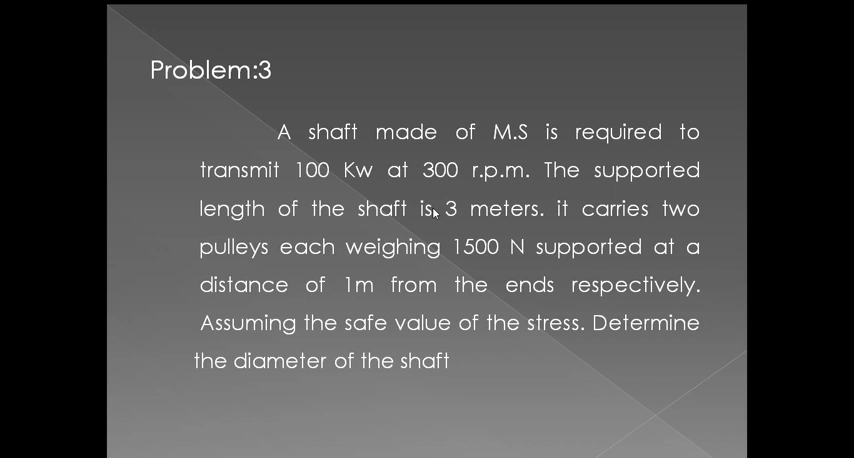 Problem:3
A shaft made of M.S is required to
transmit 100 Kw at 300 r.p.m. The supported
length of the shaft is 3 meters. it carries two
pulleys each weighing 1500 N supported at a
distance of 1m from the ends respectively.
Assuming the safe value of the stress. Determine
the diameter of the shaft